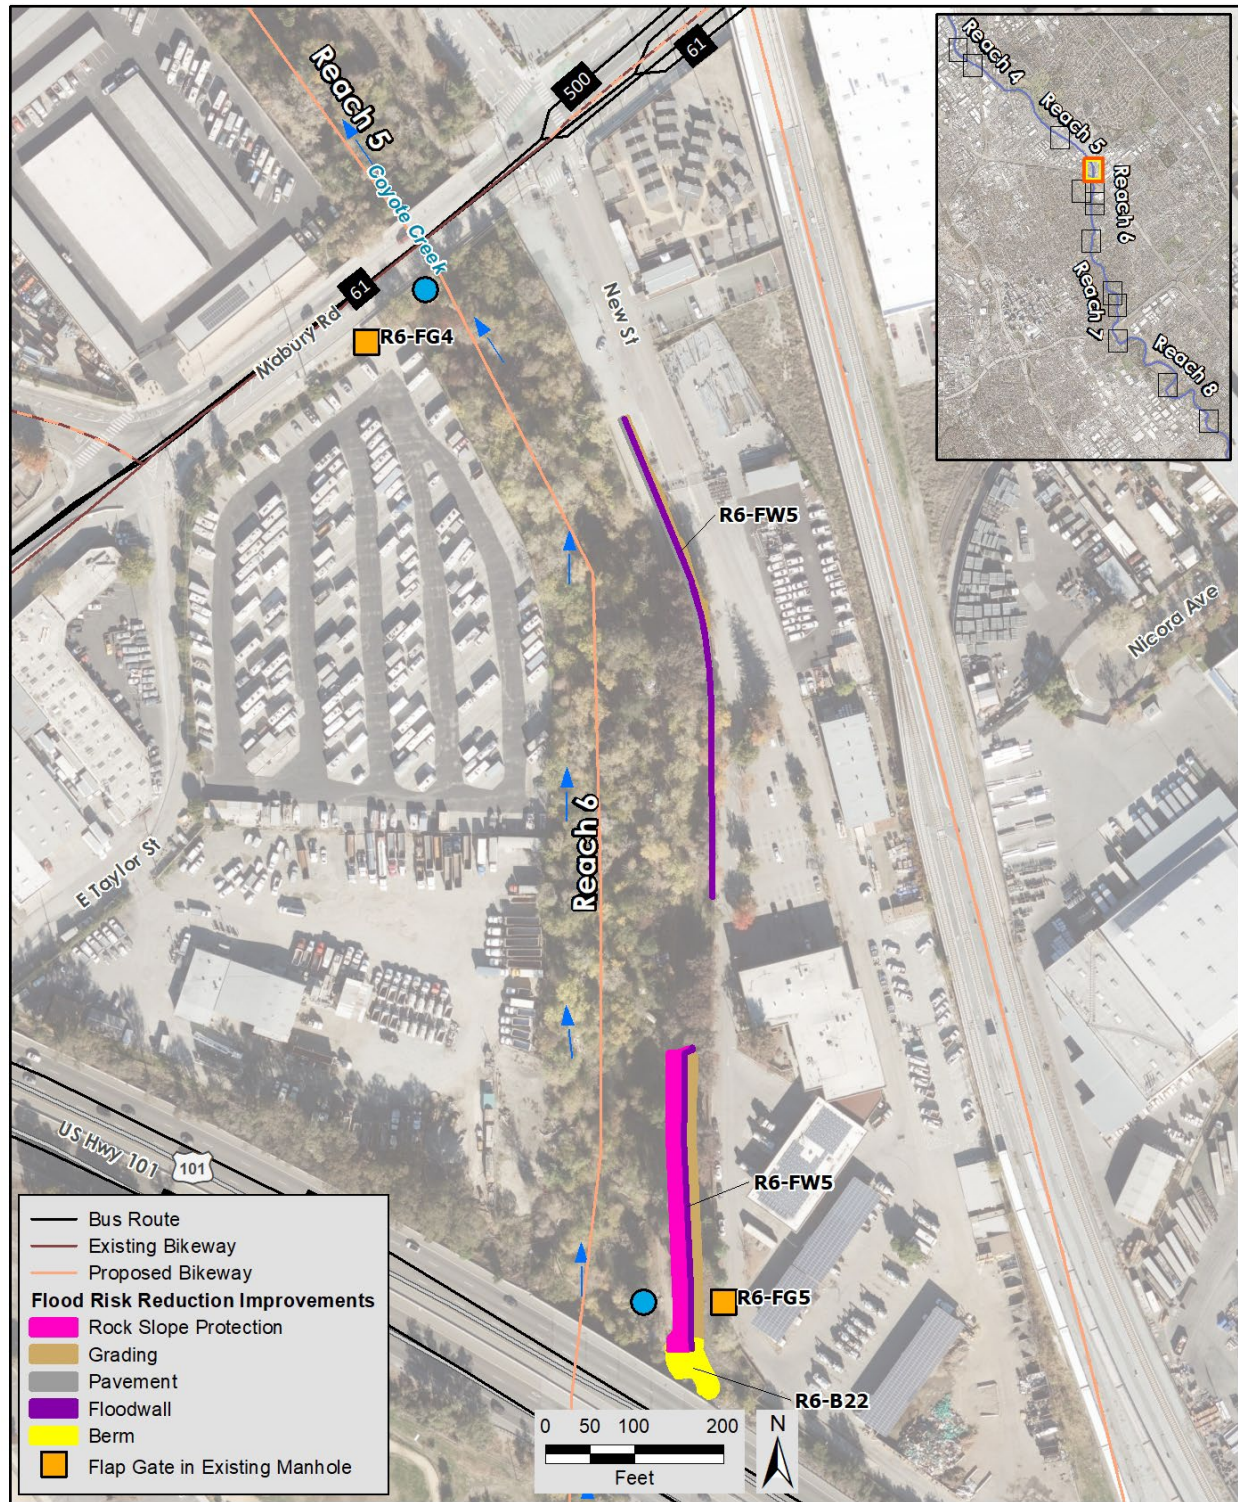 Reach 5
Coyote Creek
500
61
61
Mabury Rd
R6-FG4
New St
R6-FW5
Nicora Ave
Reach 6
E Taylor St
US Hwy 101
101
R6-FW5
R6-FG5
R6-B22
Reach 4
Reach 5
Reach 6
Reach 7
Reach 8
Bus Route
Existing Bikeway
Proposed Bikeway
Flood Risk Reduction Improvements
Rock Slope Protection
Grading
Pavement
Floodwall
Berm
Flap Gate in Existing Manhole
0 50 100 200
Feet
N